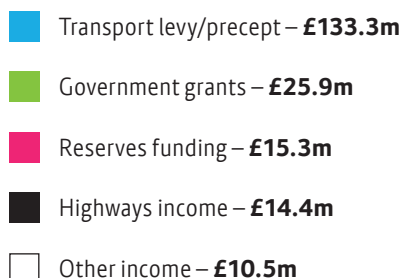 Transport levy/precept – £133.3m
Government grants – £25.9m
Reserves funding – £15.3m
Highways income – £14.4m
Other income – £10.5m